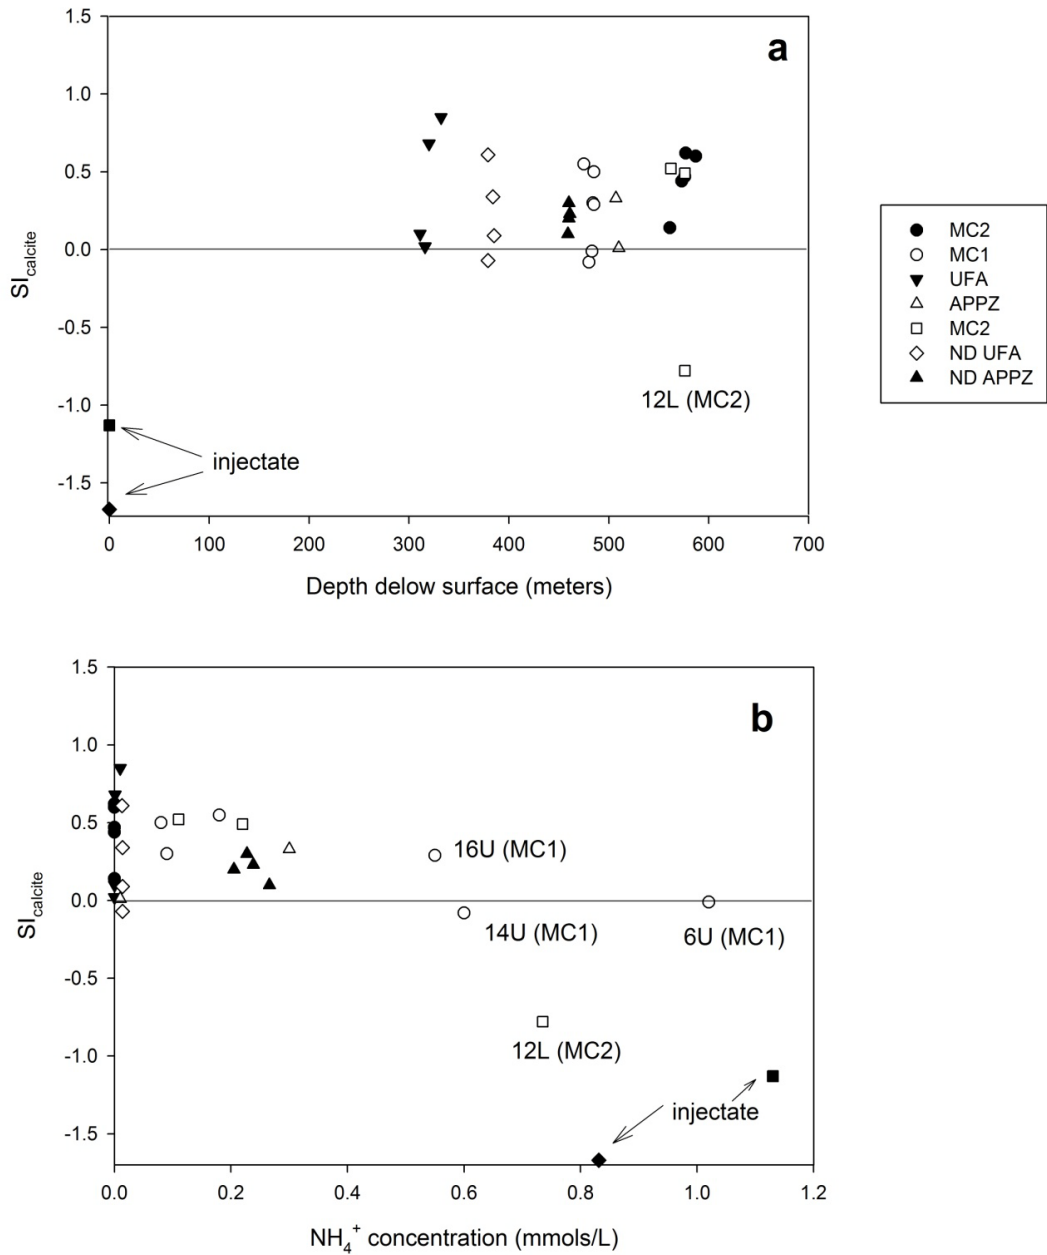 a
1.5
1.0
0.5
0.0
-0.5
-1.0
-1.5
SIcalcite
12L (MC2)
injectate
0 100 200 300 400 500 600 700
Depth delow surface (meters)
MC2
MC1
UFA
APPZ
MC2
ND UFA
ND APPZ
b
1.5
1.0
0.5
0.0
-0.5
-1.0
-1.5
SIcalcite
16U (MC1)
14U (MC1)
6U (MC1)
12L (MC2)
injectate
0.0 0.2 0.4 0.6 0.8 1.0 1.2
NH4+ concentration (mmols/L)